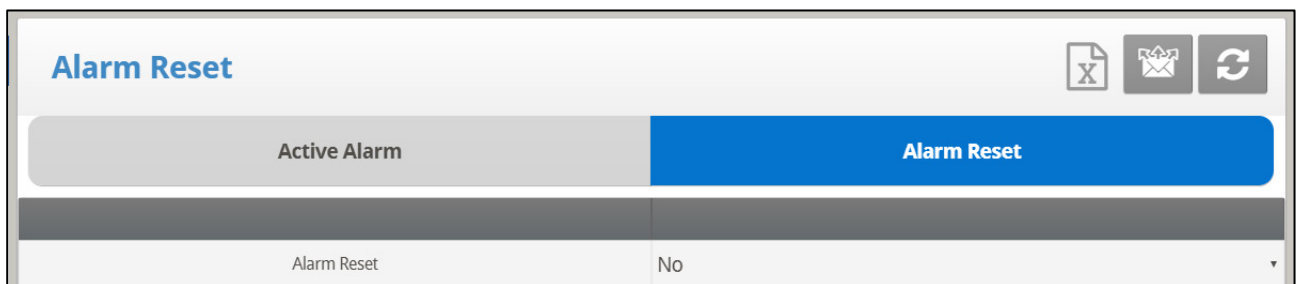 Alarm Reset
X
Active Alarm Alarm Reset
Alarm Reset No